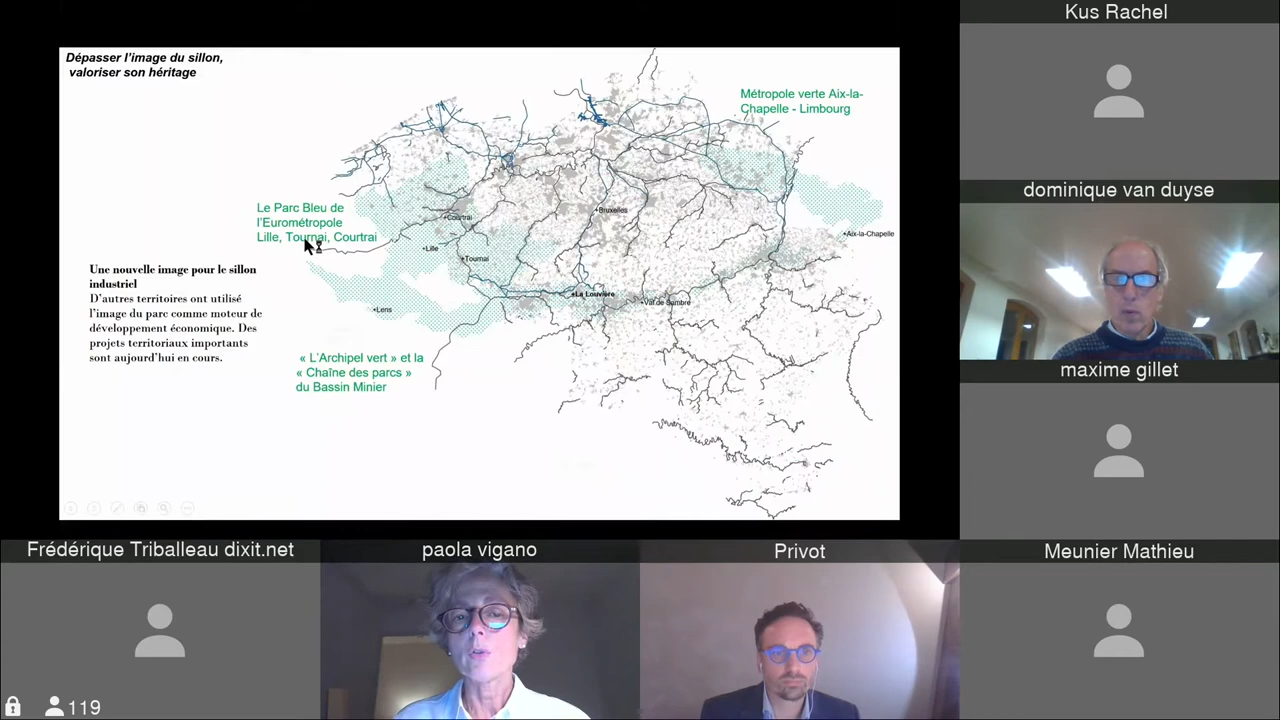 Dépasser l'image du sillon,
valoriser son héritage
Métropole verte Aix-la-
Chapelle - Limbourg
Le Parc Bleu de
l'Eurométropole
Lille, Tournai, Courtrai
Courtrai
Bruxelles
Lille
Aix-la-Chapelle
Tournai
La Louvière
Val de Sambre
Lens
Une nouvelle image pour le sillon
industriel
D'autres territoires ont utilisé
l'image du parc comme moteur de
développement économique. Des
projets territoriaux importants
sont aujourd'hui en cours.
« L'Archipel vert » et la
« Chaîne des parcs »
du Bassin Minier
Kus Rachel
dominique van duyse
maxime gillet
Frédérique Triballeau dixit.net
paola vigano
Privot
Meunier Mathieu
119